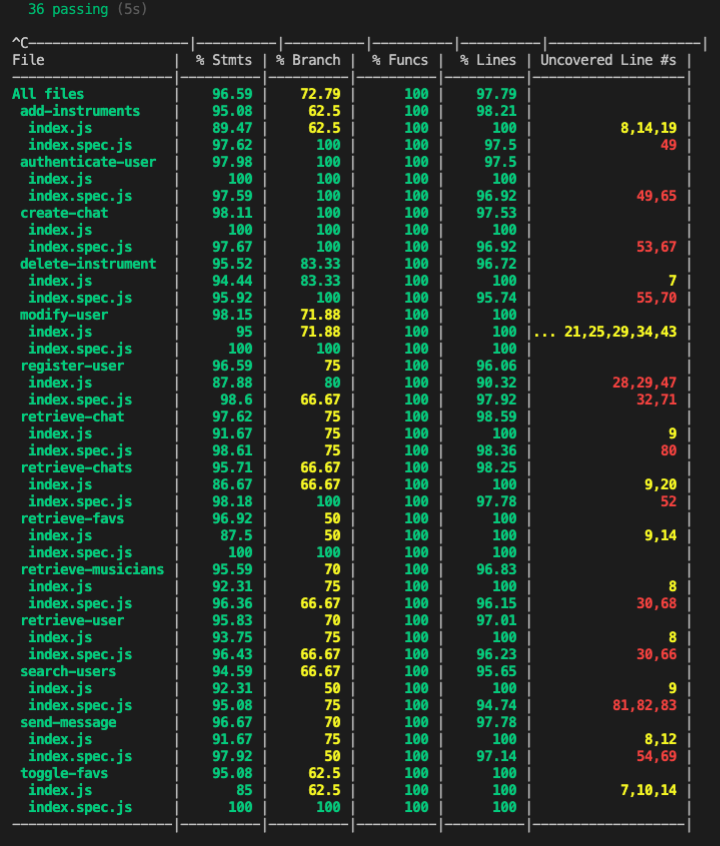 36 passing (5s)
^C-------------------|----------|----------|----------|----------|-------------------|
File | % Stmts | % Branch | % Funcs | % Lines | Uncovered Line #s |
-------------------|----------|----------|----------|----------|-------------------|
All files | 96.59 | 72.79 | 100 | 97.79 | |
add-instruments | 95.08 | 62.5 | 100 | 98.21 | |
index.js | 89.47 | 62.5 | 100 | 100 | 8,14,19 |
index.spec.js | 97.62 | 100 | 100 | 97.5 | 49 |
authenticate-user | 97.98 | 100 | 100 | 97.5 | |
index.js | 100 | 100 | 100 | 100 | |
index.spec.js | 97.59 | 100 | 100 | 96.92 | 49,65 |
create-chat | 98.11 | 100 | 100 | 97.53 | |
index.js | 100 | 100 | 100 | 100 | |
index.spec.js | 97.67 | 100 | 100 | 96.92 | 53,67 |
delete-instrument | 95.52 | 83.33 | 100 | 96.72 | |
index.js | 94.44 | 83.33 | 100 | 100 | 7 |
index.spec.js | 95.92 | 100 | 100 | 95.74 | 55,70 |
modify-user | 98.15 | 71.88 | 100 | 100 | |
index.js | 95 | 71.88 | 100 | 100 |... 21,25,29,34,43 |
index.spec.js | 100 | 100 | 100 | 100 | |
register-user | 96.59 | 75 | 100 | 96.06 | |
index.js | 87.88 | 80 | 100 | 90.32 | 28,29,47 |
index.spec.js | 98.6 | 66.67 | 100 | 97.92 | 32,71 |
retrieve-chat | 97.62 | 75 | 100 | 98.59 | |
index.js | 91.67 | 75 | 100 | 100 | 9 |
index.spec.js | 98.61 | 75 | 100 | 98.36 | 80 |
retrieve-chats | 95.71 | 66.67 | 100 | 98.25 | |
index.js | 86.67 | 66.67 | 100 | 100 | 9,20 |
index.spec.js | 98.18 | 100 | 100 | 97.78 | 52 |
retrieve-favs | 96.92 | 50 | 100 | 100 | |
index.js | 87.5 | 50 | 100 | 100 | 9,14 |
index.spec.js | 100 | 100 | 100 | 100 | |
retrieve-musicians | 95.59 | 70 | 100 | 96.83 | |
index.js | 92.31 | 75 | 100 | 100 | 8 |
index.spec.js | 96.36 | 66.67 | 100 | 96.15 | 30,68 |
retrieve-user | 95.83 | 70 | 100 | 97.01 | |
index.js | 93.75 | 75 | 100 | 100 | 8 |
index.spec.js | 96.43 | 66.67 | 100 | 96.23 | 30,66 |
search-users | 94.59 | 66.67 | 100 | 95.65 | |
index.js | 92.31 | 50 | 100 | 100 | 9 |
index.spec.js | 95.08 | 75 | 100 | 94.74 | 81,82,83 |
send-message | 96.67 | 70 | 100 | 97.78 | |
index.js | 91.67 | 75 | 100 | 100 | 8,12 |
index.spec.js | 97.92 | 50 | 100 | 97.14 | 54,69 |
toggle-favs | 95.08 | 62.5 | 100 | 100 | |
index.js | 85 | 62.5 | 100 | 100 | 7,10,14 |
index.spec.js | 100 | 100 | 100 | 100 | |
-------------------|----------|----------|----------|----------|-------------------|